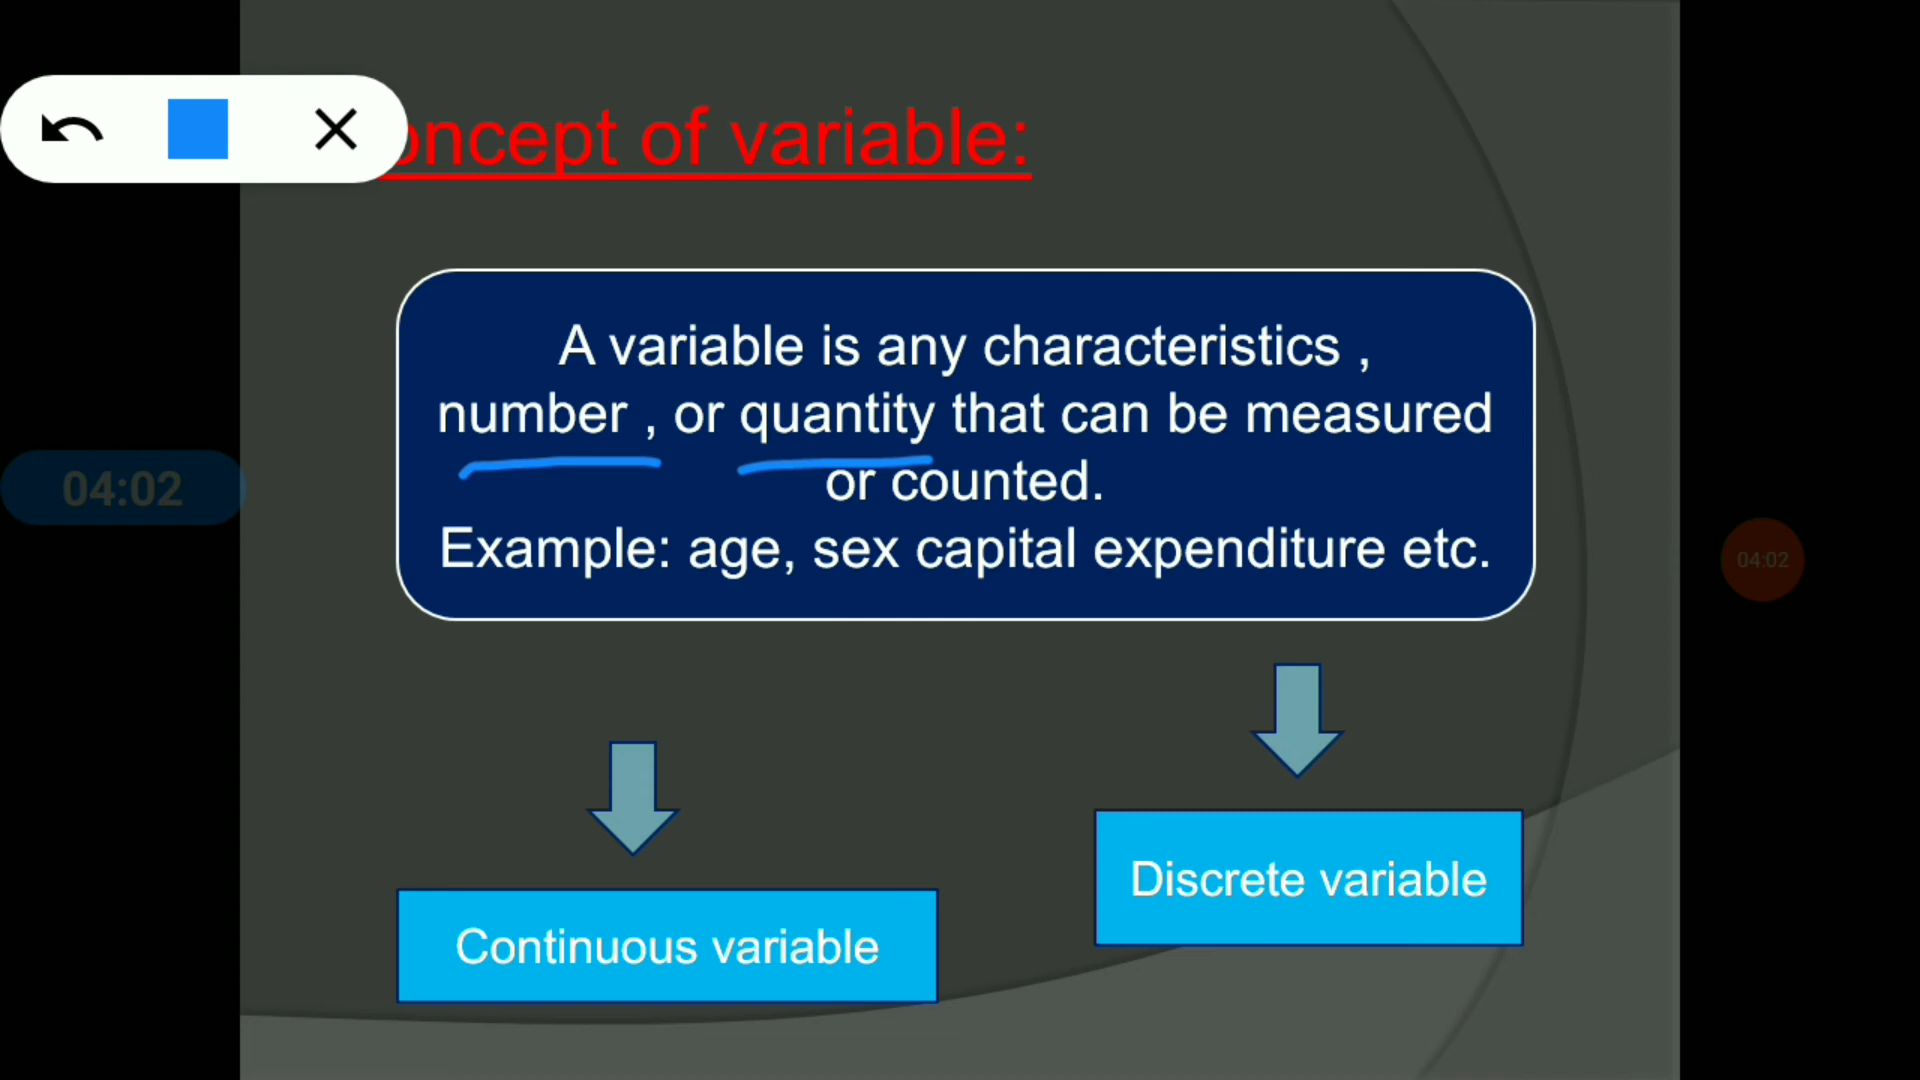 oncept of variable:
A variable is any characteristics ,
number , or quantity that can be measured
or counted.
Example: age, sex capital expenditure etc.
04:02
04:02
Discrete variable
Continuous variable